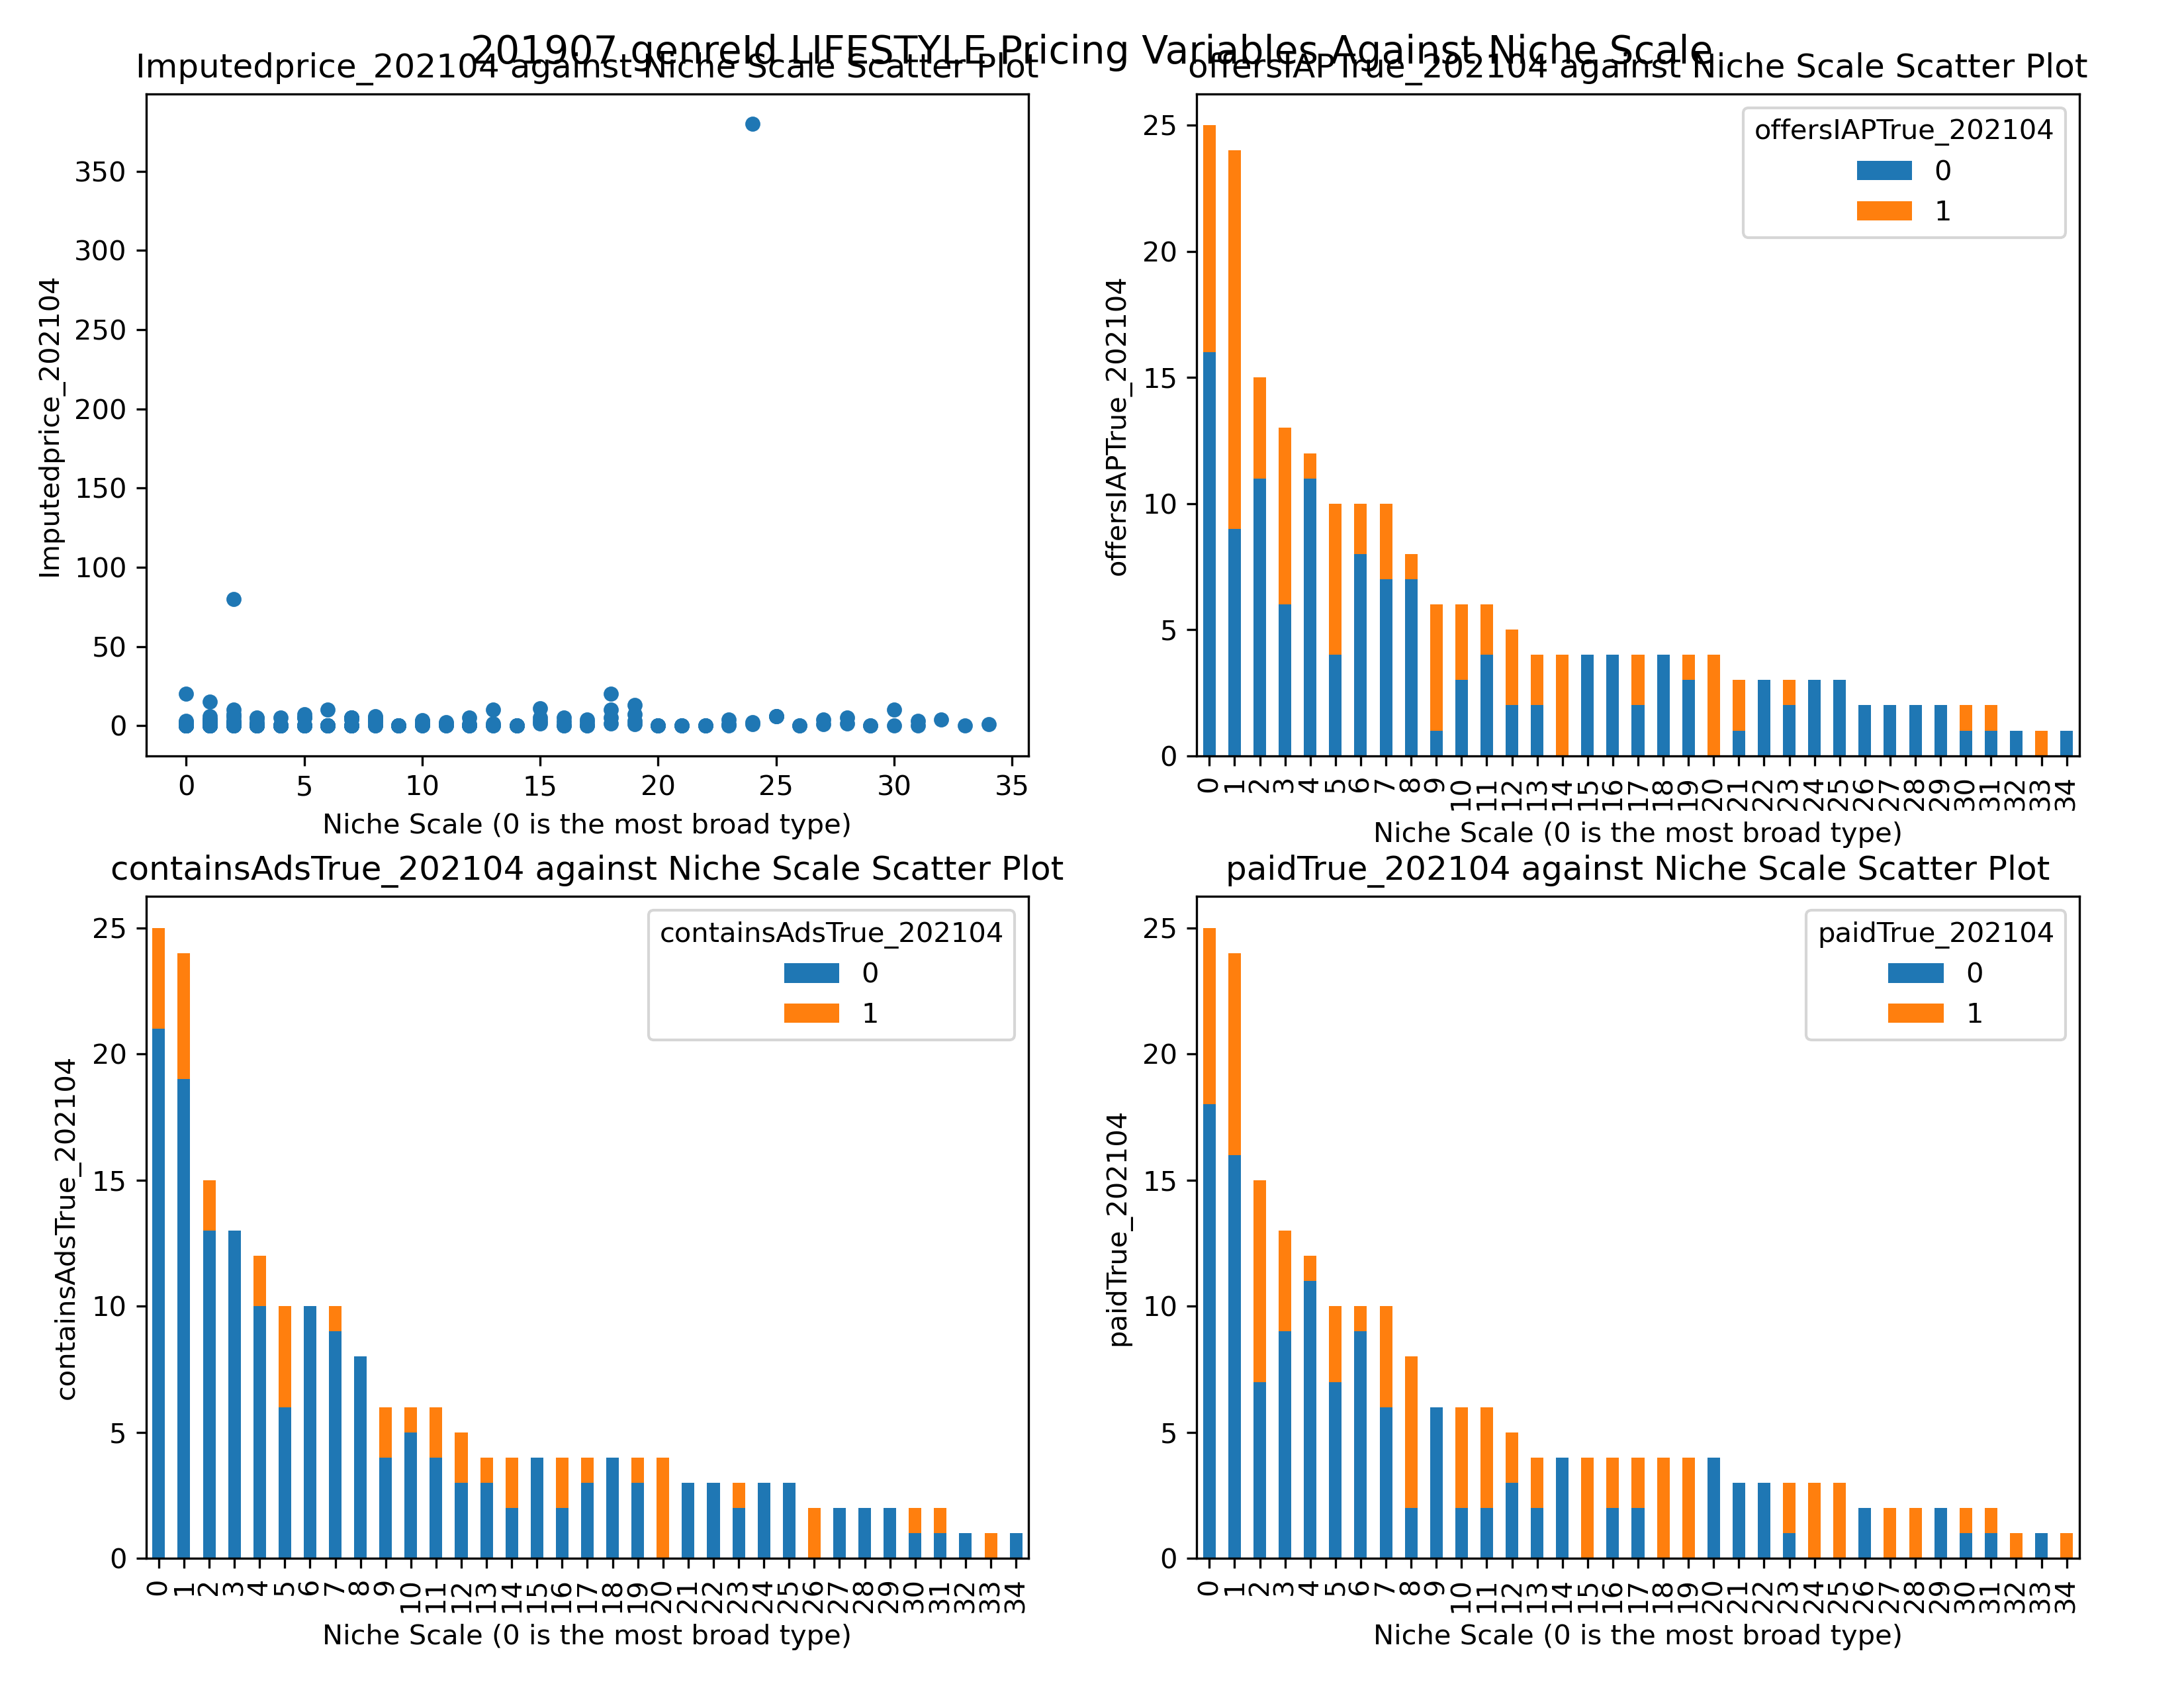 201907 genreId LIFESTYLE Pricing Variables Against Niche Scale
Imputedprice_202104 against Niche Scale Scatter Plot
Imputedprice_202104
350
300
250
200
150
100
50
0
0 5 10 15 20 25 30 35
Niche Scale (0 is the most broad type)
offersIAPTrue_202104 against Niche Scale Scatter Plot
offersIAPTrue_202104
25
20
15
10
5
0
offersIAPTrue_202104
0
1
0 1 2 3 4 5 6 7 8 9 10 11 12 13 14 15 16 17 18 19 20 21 22 23 24 25 26 27 28 29 30 31 32 33 34
Niche Scale (0 is the most broad type)
containsAdsTrue_202104 against Niche Scale Scatter Plot
containsAdsTrue_202104
25
20
15
10
5
0
containsAdsTrue_202104
0
1
0 1 2 3 4 5 6 7 8 9 10 11 12 13 14 15 16 17 18 19 20 21 22 23 24 25 26 27 28 29 30 31 32 33 34
Niche Scale (0 is the most broad type)
paidTrue_202104 against Niche Scale Scatter Plot
paidTrue_202104
25
20
15
10
5
0
paidTrue_202104
0
1
0 1 2 3 4 5 6 7 8 9 10 11 12 13 14 15 16 17 18 19 20 21 22 23 24 25 26 27 28 29 30 31 32 33 34
Niche Scale (0 is the most broad type)